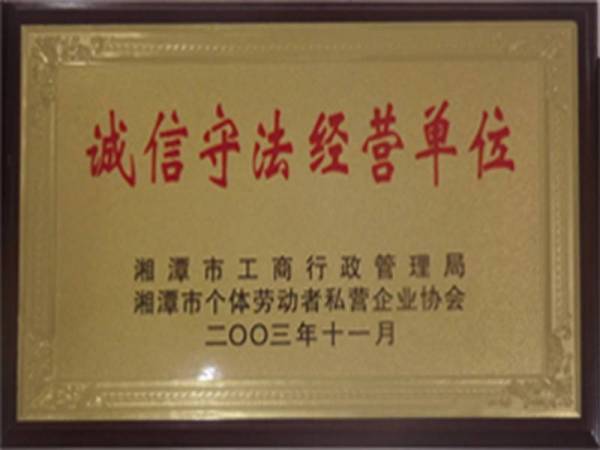 诚信守法经营单位
湘潭市工商行政管理局
湘潭市个体劳动者私营企业协会
二〇〇三年十一月